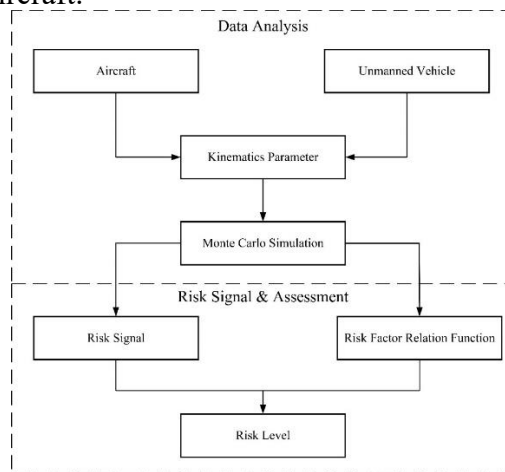 Data Analysis
Aircraft
Unmanned Vehicle
Kinematics Parameter
Monte Carlo Simulation
Risk Signal & Assessment
Risk Signal
Risk Factor Relation Function
Risk Level